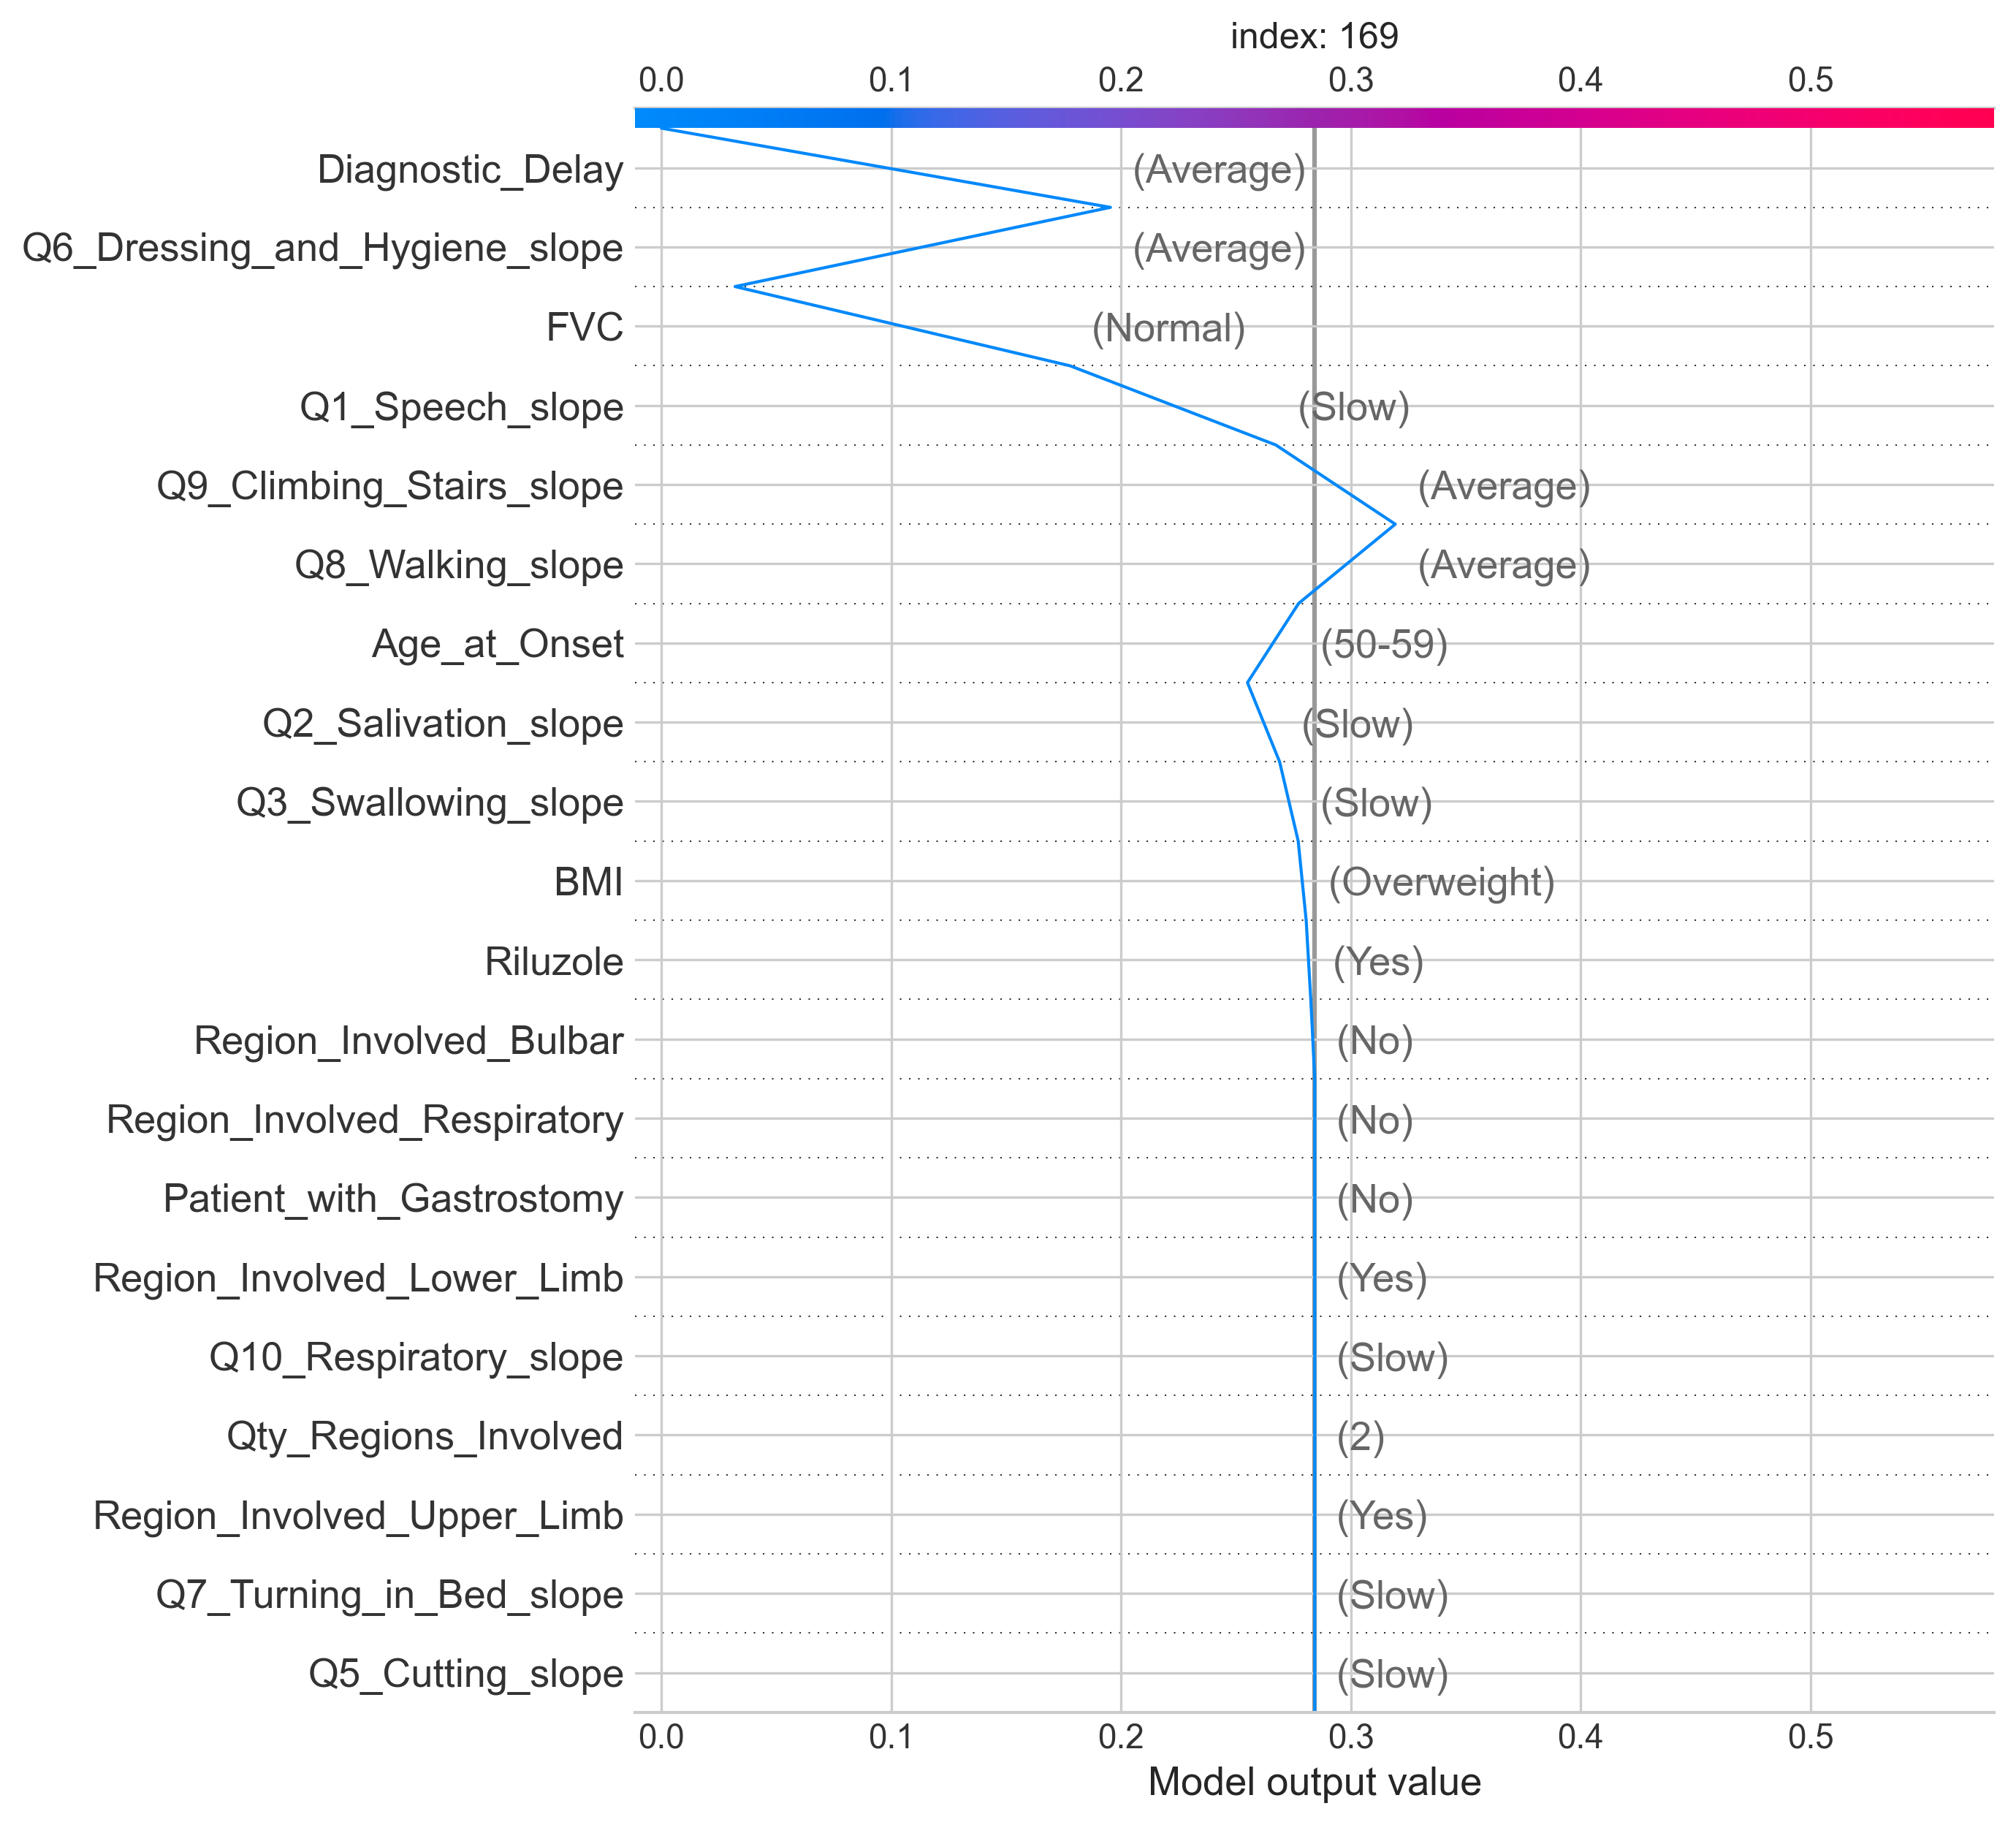 index: 169
0.0 0.1 0.2 0.3 0.4 0.5
Diagnostic_Delay (Average)
Q6_Dressing_and_Hygiene_slope (Average)
FVC (Normal)
Q1_Speech_slope (Slow)
Q9_Climbing_Stairs_slope (Average)
Q8_Walking_slope (Average)
Age_at_Onset (50-59)
Q2_Salivation_slope (Slow)
Q3_Swallowing_slope (Slow)
BMI (Overweight)
Riluzole (Yes)
Region_Involved_Bulbar (No)
Region_Involved_Respiratory (No)
Patient_with_Gastrostomy (No)
Region_Involved_Lower_Limb (Yes)
Q10_Respiratory_slope (Slow)
Qty_Regions_Involved (2)
Region_Involved_Upper_Limb (Yes)
Q7_Turning_in_Bed_slope (Slow)
Q5_Cutting_slope (Slow)
0.0 0.1 0.2 0.3 0.4 0.5
Model output value